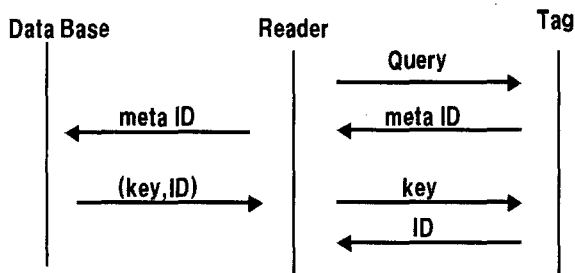 Data Base Reader Tag
Query
meta ID meta ID
(key,ID) key
ID